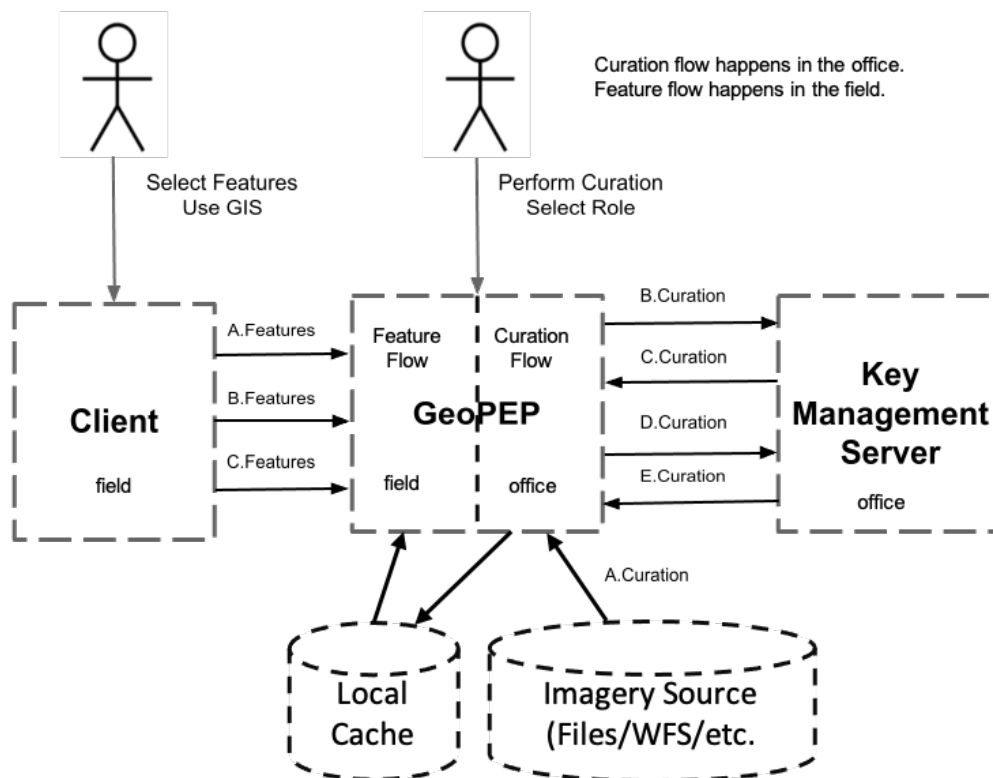 Curation flow happens in the office.
Feature flow happens in the field.
Select Features
Use GIS
Perform Curation
Select Role
A.Features
B.Features
C.Features
Client
field
Feature
Flow
Curation
Flow
GeoPEP
field
office
B.Curation
C.Curation
D.Curation
E.Curation
Key
Management
Server
office
A.Curation
Local
Cache
Imagery Source
(Files/WFS/etc.